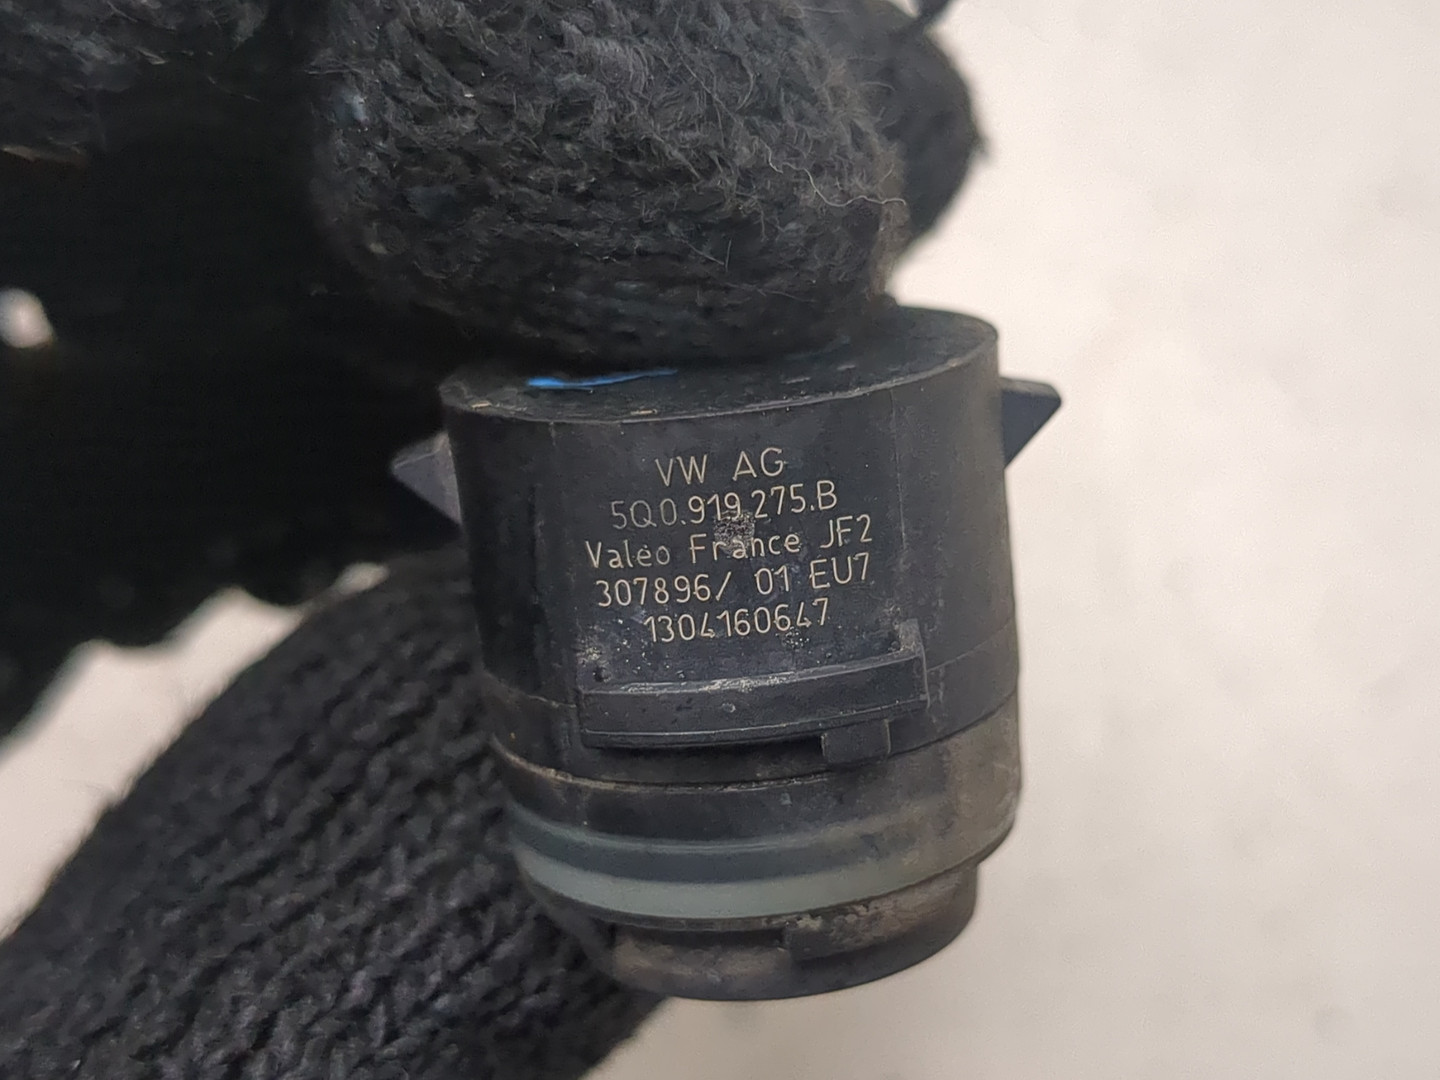 VW AG
5Q0.919.275.B
Valeo France JF2
307896/ 01 EU7
1304160647